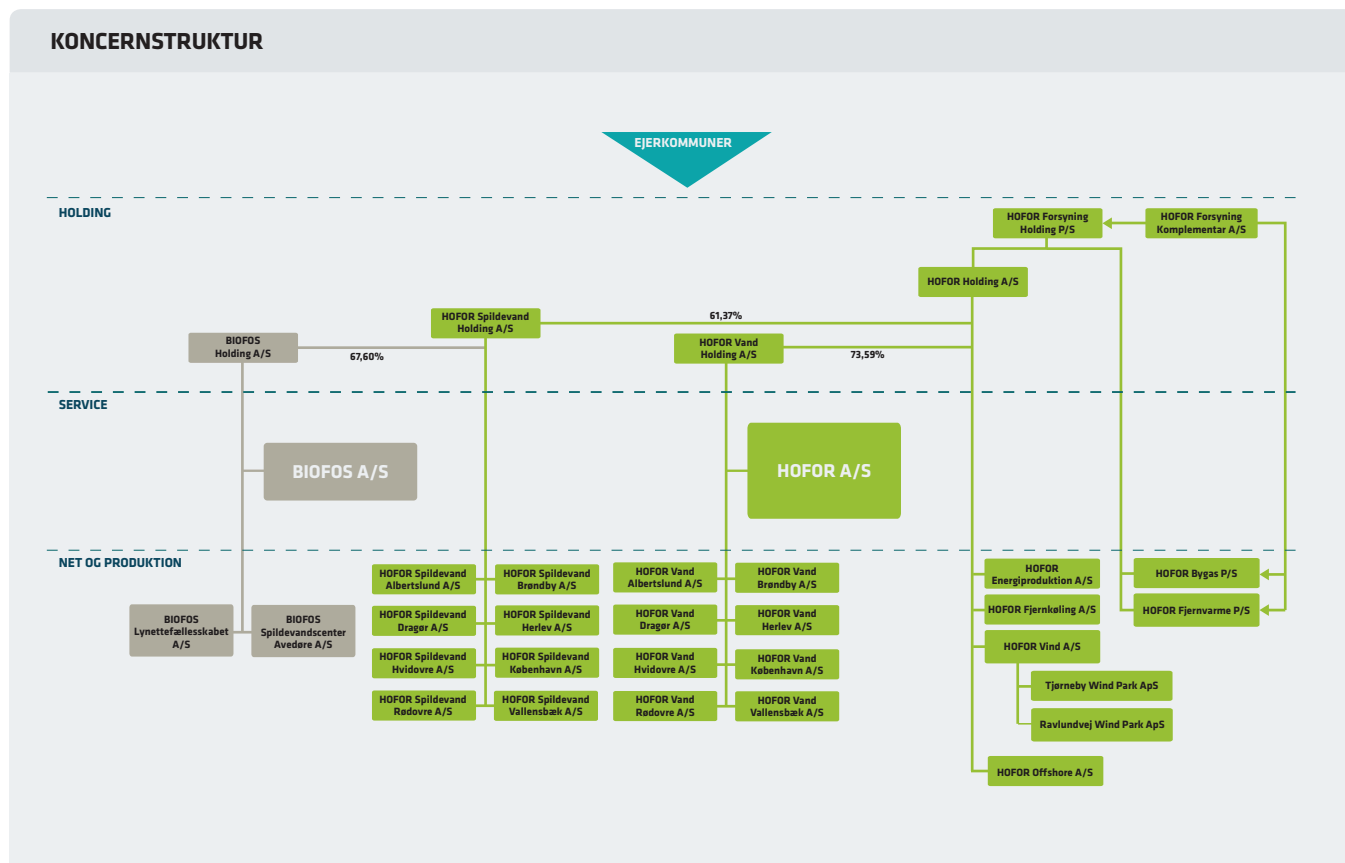 KONCERNSTRUKTUR
EJERKOMMUNER
HOLDING
HOFOR Forsyning
Holding P/S
HOFOR Forsyning
Komplementar A/S
HOFOR Holding A/S
HOFOR Spildevand
Holding A/S
61,37%
BIOFOS
Holding A/S
67,60%
HOFOR Vand
Holding A/S
73,59%
SERVICE
BIOFOS A/S
HOFOR A/S
NET OG PRODUKTION
BIOFOS
Lynettefællesskabet
A/S
BIOFOS
Spildevandscenter
Avedøre A/S
HOFOR Spildevand
Albertslund A/S
HOFOR Spildevand
Brøndby A/S
HOFOR Spildevand
Dragør A/S
HOFOR Spildevand
Herlev A/S
HOFOR Spildevand
Hvidovre A/S
HOFOR Spildevand
København A/S
HOFOR Spildevand
Rødovre A/S
HOFOR Spildevand
Vallensbæk A/S
HOFOR Vand
Albertslund A/S
HOFOR Vand
Brøndby A/S
HOFOR Vand
Dragør A/S
HOFOR Vand
Herlev A/S
HOFOR Vand
Hvidovre A/S
HOFOR Vand
København A/S
HOFOR Vand
Rødovre A/S
HOFOR Vand
Vallensbæk A/S
HOFOR
Energiproduktion A/S
HOFOR Fjernkøling A/S
HOFOR Vind A/S
Tjørneby Wind Park ApS
Ravlundvej Wind Park ApS
HOFOR Offshore A/S
HOFOR Bygas P/S
HOFOR Fjernvarme P/S